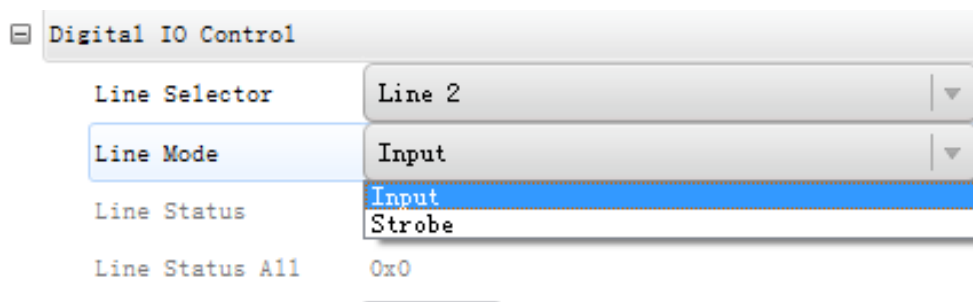 Digital IO Control
Line Selector Line 2
Line Mode Input
Input
Line Status
Strobe
Line Status All 0x0